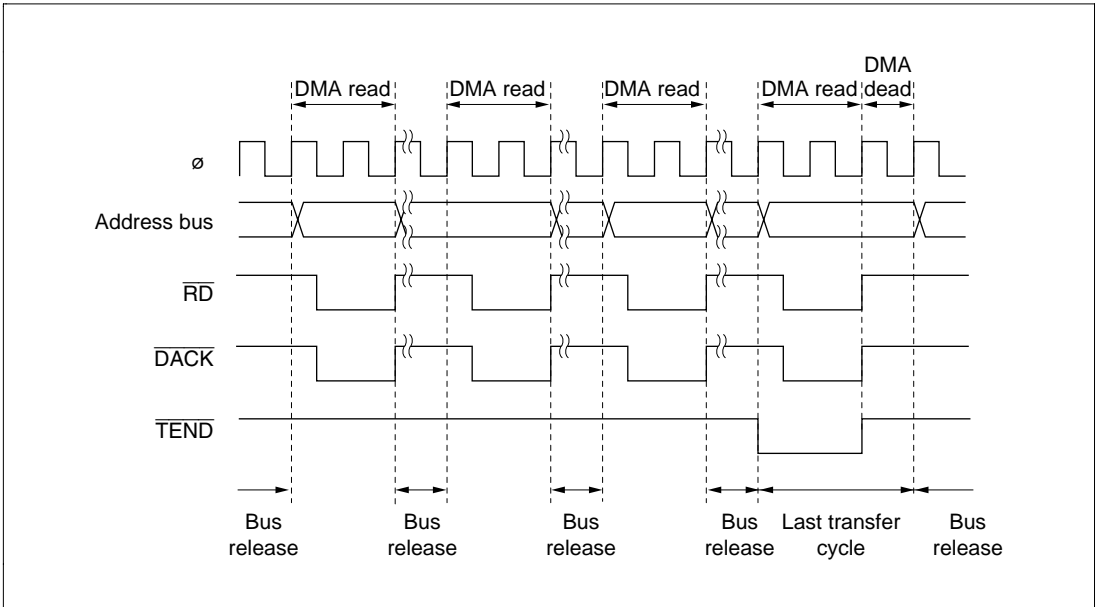 DMA
DMA read DMA read DMA read DMA read dead
ø
Address bus
RD
DACK
TEND
Bus release
Bus release
Bus release
Bus release
Last transfer cycle
Bus release